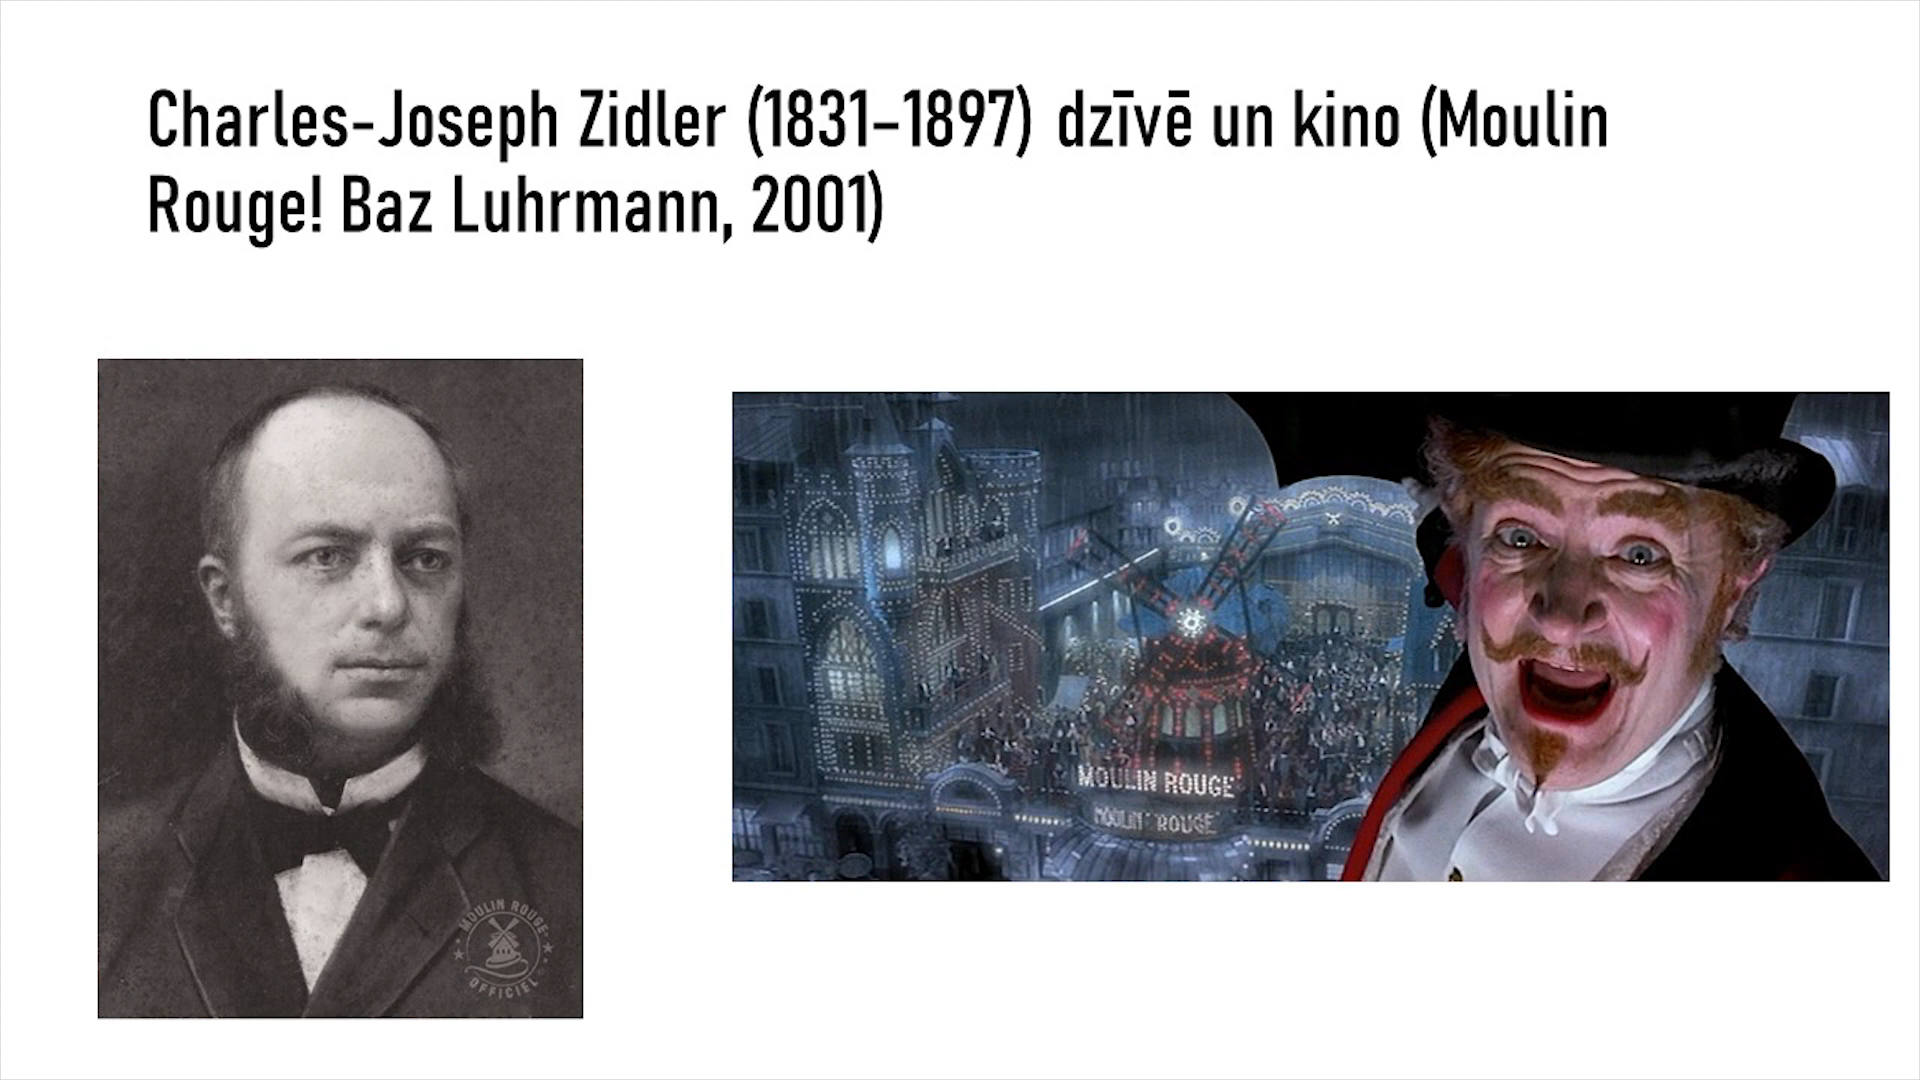 Charles-Joseph Zidler (1831–1897) dzīvē un kino (Moulin
Rouge! Baz Luhrmann, 2001)
MOULIN ROUGE
MOULIN ROUGE
MOULIN ROUGE
OFFICIEL